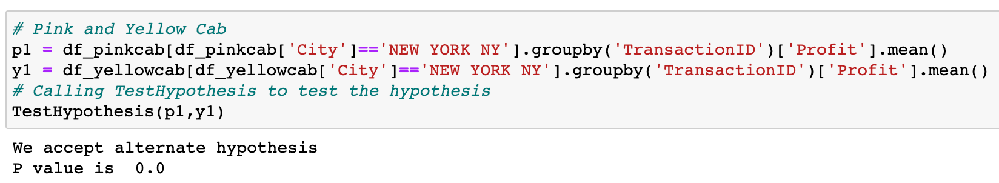 # Pink and Yellow Cab
p1 = df_pinkcab[df_pinkcab['City']=='NEW YORK NY'].groupby('TransactionID')['Profit'].mean()
y1 = df_yellowcab[df_yellowcab['City']=='NEW YORK NY'].groupby('TransactionID')['Profit'].mean()
# Calling TestHypothesis to test the hypothesis
TestHypothesis(p1,y1)
We accept alternate hypothesis
P value is  0.0